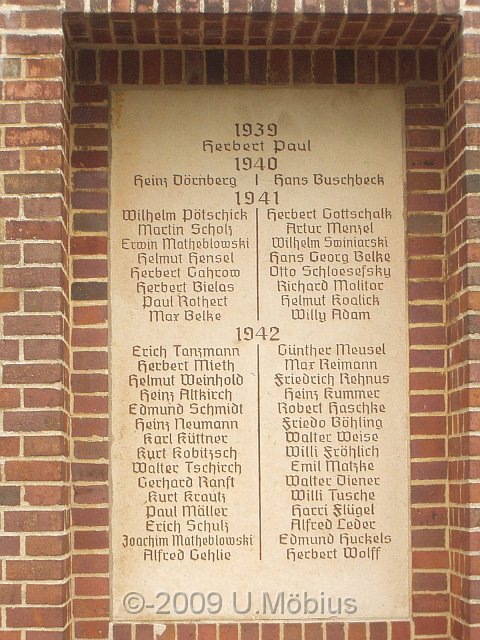 1939
Herbert Paul
1940
Heinz Dörnberg | Hans Buschbeck
1941
Wilhelm Pötschick Herbert Gottschalk
Martin Scholz Artur Menzel
Erwin Matheblowski Wilhelm Swiniarski
Helmut Hensel Hans Georg Belke
Herbert Gahrow Otto Schloesefsky
Herbert Bielas Richard Molitor
Paul Rothert Helmut Koalick
Max Belke Willy Adam
1942
Erich Tanzmann Günther Meusel
Herbert Mieth Max Reimann
Helmut Weinhold Friedrich Rehnus
Heinz Altkirch Heinz Kummer
Edmund Schmidt Robert Haschke
Heinz Neumann Friedo Böhling
Karl Küttner Walter Weise
Kurt Kobitzsch Willi Fröhlich
Walter Tschirch Emil Matzke
Gerhard Ranft Walter Diener
Kurt Krautz Willi Tusche
Paul Mäller Harri Flügel
Erich Schulz Alfred Leder
Joachim Matheblowski Edmund Huckels
Alfred Gehlie Herbert Wolff
©-2009 U.Möbius